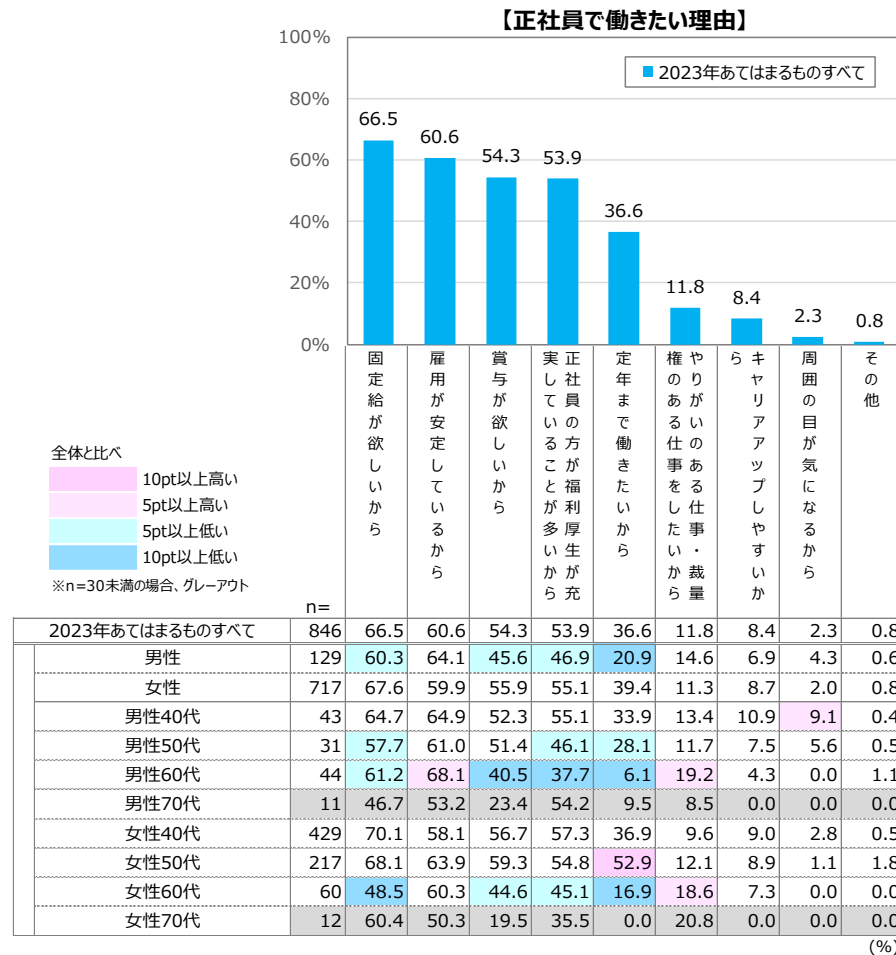 【正社員で働きたい理由】
100%
80%
60%
40%
20%
0%
2023年あてはまるものすべて
66.5
60.6
54.3
53.9
36.6
11.8
8.4
2.3
0.8
固定給が欲しいから
雇用が安定しているから
賞与が欲しいから
正社員の方が福利厚生が充
実していることが多いから
定年まで働きたいから
やりがいのある仕事・裁量
権のある仕事をしたいから
キャリアアップしやすいか
ら
周囲の目が気になるから
その他
全体と比べ
10pt以上高い
5pt以上高い
5pt以上低い
10pt以上低い
※n=30未満の場合、グレーアウト
n=
2023年あてはまるものすべて 846 66.5 60.6 54.3 53.9 36.6 11.8 8.4 2.3 0.8
男性 129 60.3 64.1 45.6 46.9 20.9 14.6 6.9 4.3 0.6
女性 717 67.6 59.9 55.9 55.1 39.4 11.3 8.7 2.0 0.8
男性40代 43 64.7 64.9 52.3 55.1 33.9 13.4 10.9 9.1 0.4
男性50代 31 57.7 61.0 51.4 46.1 28.1 11.7 7.5 5.6 0.5
男性60代 44 61.2 68.1 40.5 37.7 6.1 19.2 4.3 0.0 1.1
男性70代 11 46.7 53.2 23.4 54.2 9.5 8.5 0.0 0.0 0.0
女性40代 429 70.1 58.1 56.7 57.3 36.9 9.6 9.0 2.8 0.5
女性50代 217 68.1 63.9 59.3 54.8 52.9 12.1 8.9 1.1 1.8
女性60代 60 48.5 60.3 44.6 45.1 16.9 18.6 7.3 0.0 0.0
女性70代 12 60.4 50.3 19.5 35.5 0.0 20.8 0.0 0.0 0.0
(%)